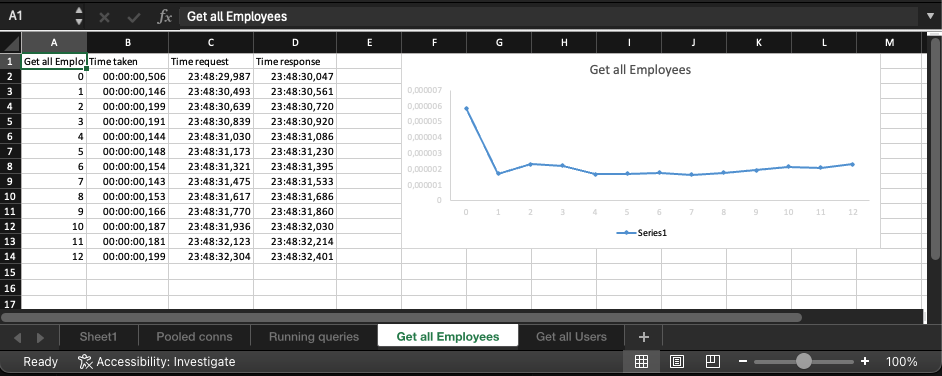 A1 fx Get all Employees
A B C D E F G H I J K L M
1 Get all Emplo Time taken Time request Time response
2 0 00:00:00,506 23:48:29,987 23:48:30,047
3 1 00:00:00,146 23:48:30,493 23:48:30,561
4 2 00:00:00,199 23:48:30,639 23:48:30,720
5 3 00:00:00,191 23:48:30,839 23:48:30,920
6 4 00:00:00,144 23:48:31,030 23:48:31,086
7 5 00:00:00,148 23:48:31,173 23:48:31,230
8 6 00:00:00,154 23:48:31,321 23:48:31,395
9 7 00:00:00,143 23:48:31,475 23:48:31,533
10 8 00:00:00,153 23:48:31,617 23:48:31,686
11 9 00:00:00,166 23:48:31,770 23:48:31,860
12 10 00:00:00,187 23:48:31,936 23:48:32,030
13 11 00:00:00,181 23:48:32,123 23:48:32,214
14 12 00:00:00,199 23:48:32,304 23:48:32,401
15
16
17
Get all Employees
0,000007
0,000006
0,000005
0,000004
0,000003
0,000002
0,000001
0
0 1 2 3 4 5 6 7 8 9 10 11 12
Series1
Sheet1 Pooled conns Running queries Get all Employees Get all Users +
Ready Accessibility: Investigate - + 100%